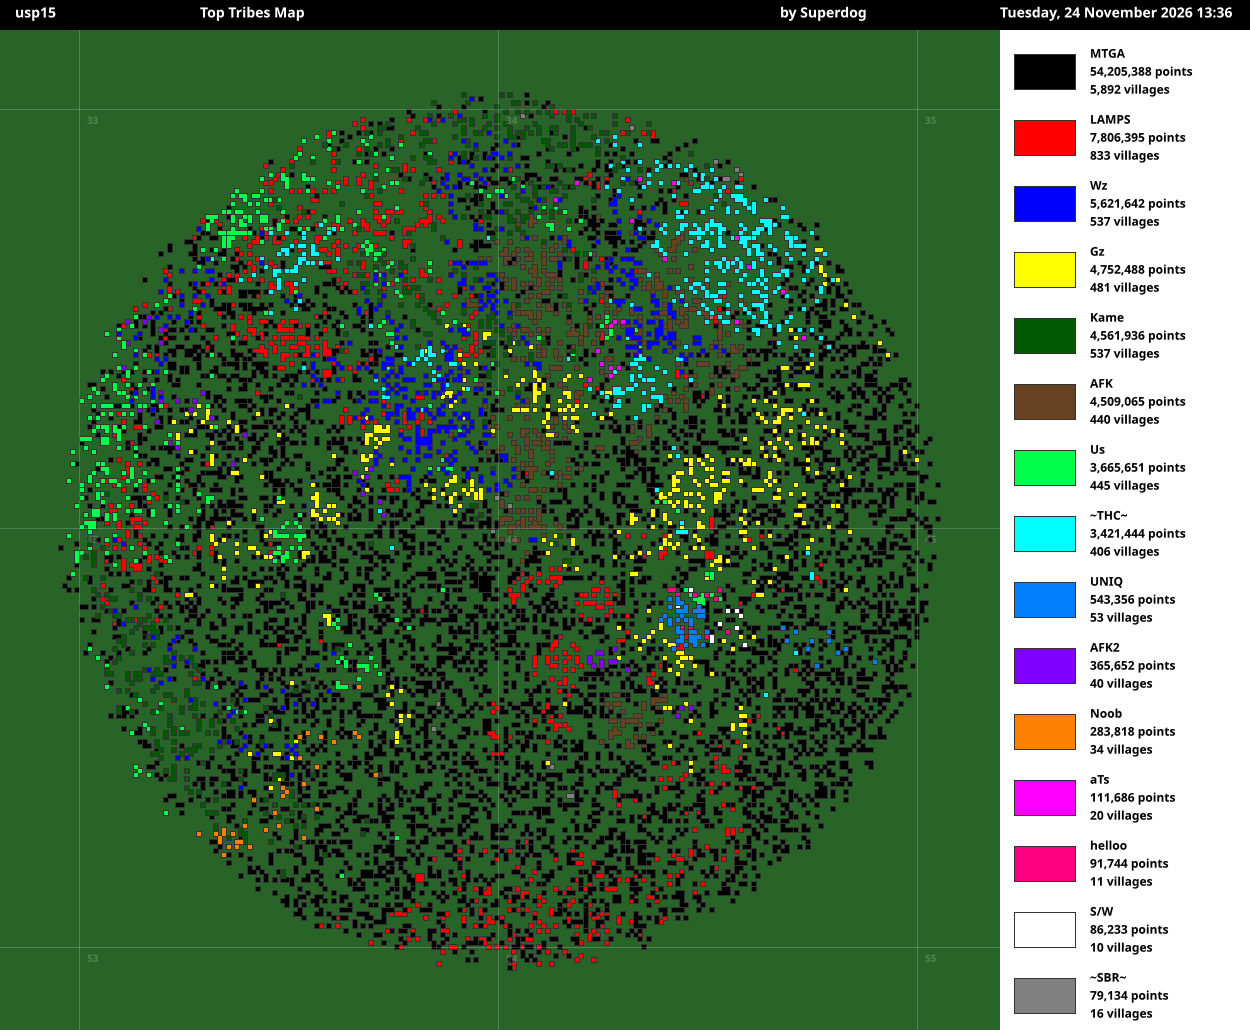 usp15 Top Tribes Map by Superdog Tuesday, 24 November 2026 13:36
MTGA
54,205,388 points
5,892 villages
LAMPS
7,806,395 points
833 villages
Wz
5,621,642 points
537 villages
Gz
4,752,488 points
481 villages
Kame
4,561,936 points
537 villages
AFK
4,509,065 points
440 villages
Us
3,665,651 points
445 villages
~THC~
3,421,444 points
406 villages
UNIQ
543,356 points
53 villages
AFK2
365,652 points
40 villages
Noob
283,818 points
34 villages
aTs
111,686 points
20 villages
helloo
91,744 points
11 villages
S/W
86,233 points
10 villages
~SBR~
79,134 points
16 villages
33 34 35
44
53 55